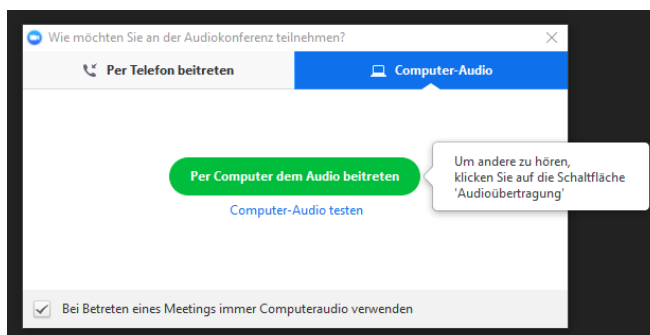 Wie möchten Sie an der Audiokonferenz teilnehmen?
Per Telefon beitreten
Computer-Audio
Per Computer dem Audio beitreten
Um andere zu hören,
klicken Sie auf die Schaltfläche
'Audioübertragung'
Computer-Audio testen
Bei Betreten eines Meetings immer Computeraudio verwenden